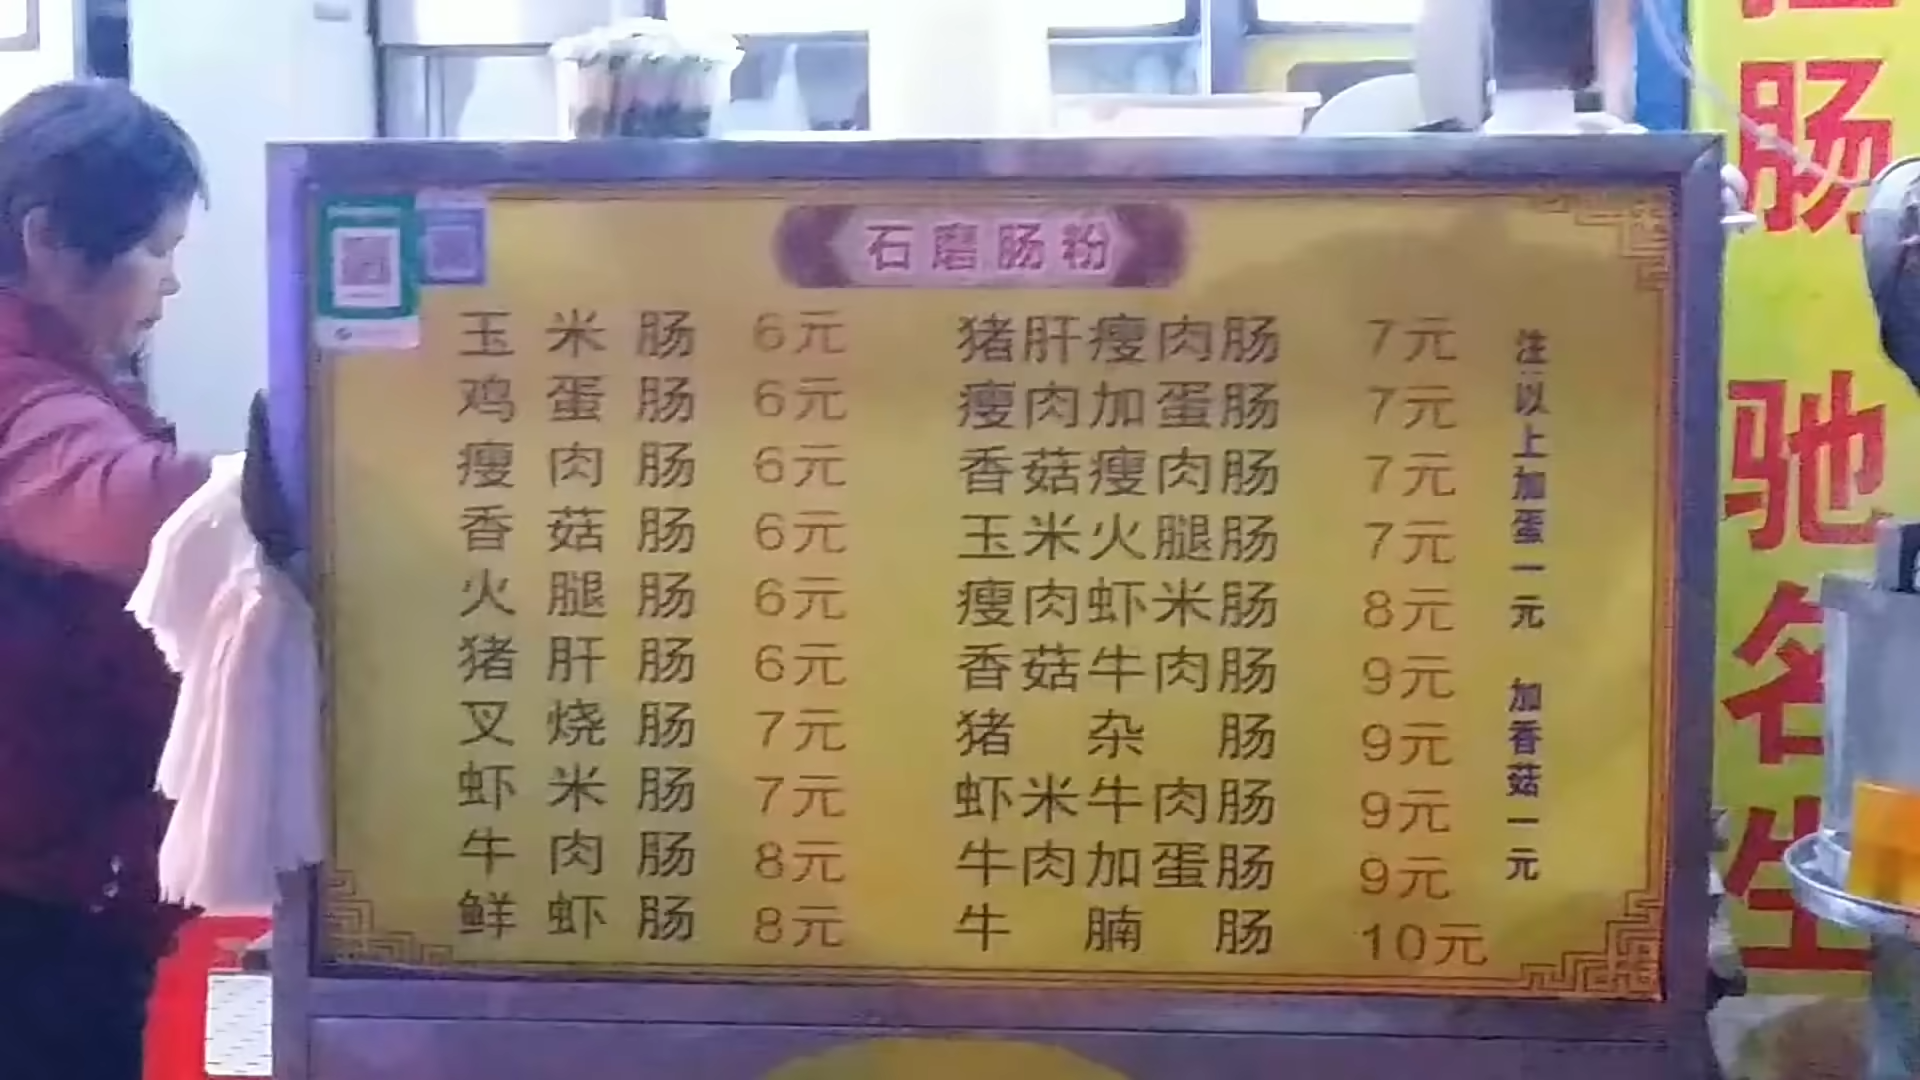 石磨肠粉
玉米肠 6元
鸡蛋肠 6元
瘦肉肠 6元
香菇肠 6元
火腿肠 6元
猪肝肠 6元
叉烧肠 7元
虾米肠 7元
牛肉肠 8元
鲜虾肠 8元
猪肝瘦肉肠 7元
瘦肉加蛋肠 7元
香菇瘦肉肠 7元
玉米火腿肠 7元
瘦肉虾米肠 8元
香菇牛肉肠 9元
猪杂肠 9元
虾米牛肉肠 9元
牛肉加蛋肠 9元
牛腩肠 10元
注以上加蛋一元 加香菇一元
肠
驰名